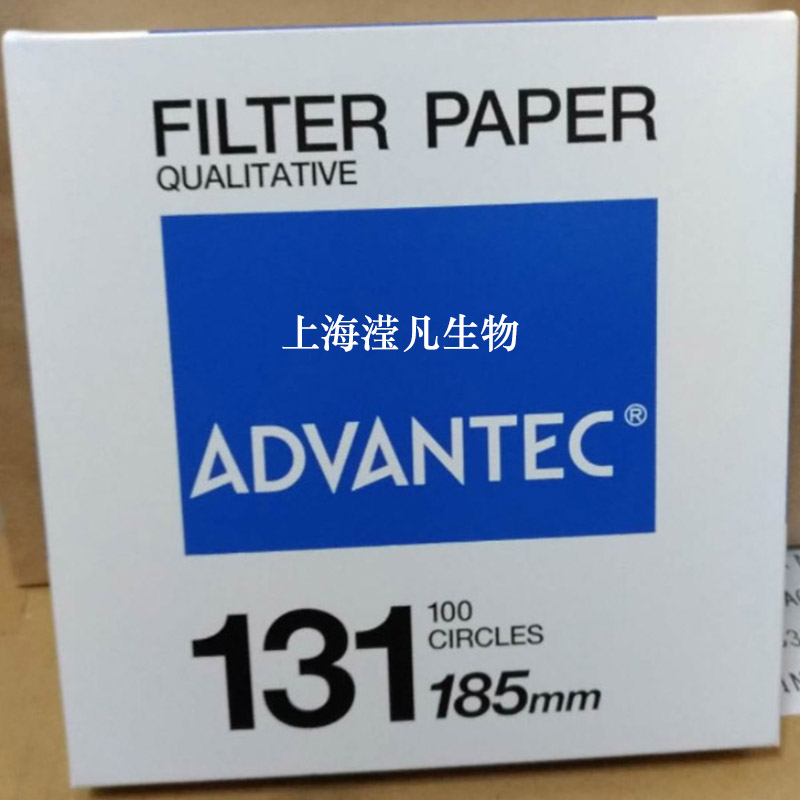 FILTER PAPER
QUALITATIVE
上海滢凡生物
ADVANTEC®
131
100
CIRCLES
185mm